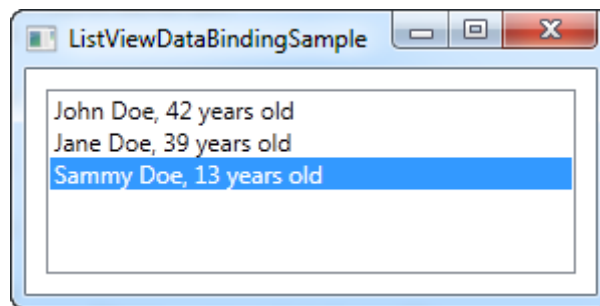 ListViewDataBindingSample
John Doe, 42 years old
Jane Doe, 39 years old
Sammy Doe, 13 years old